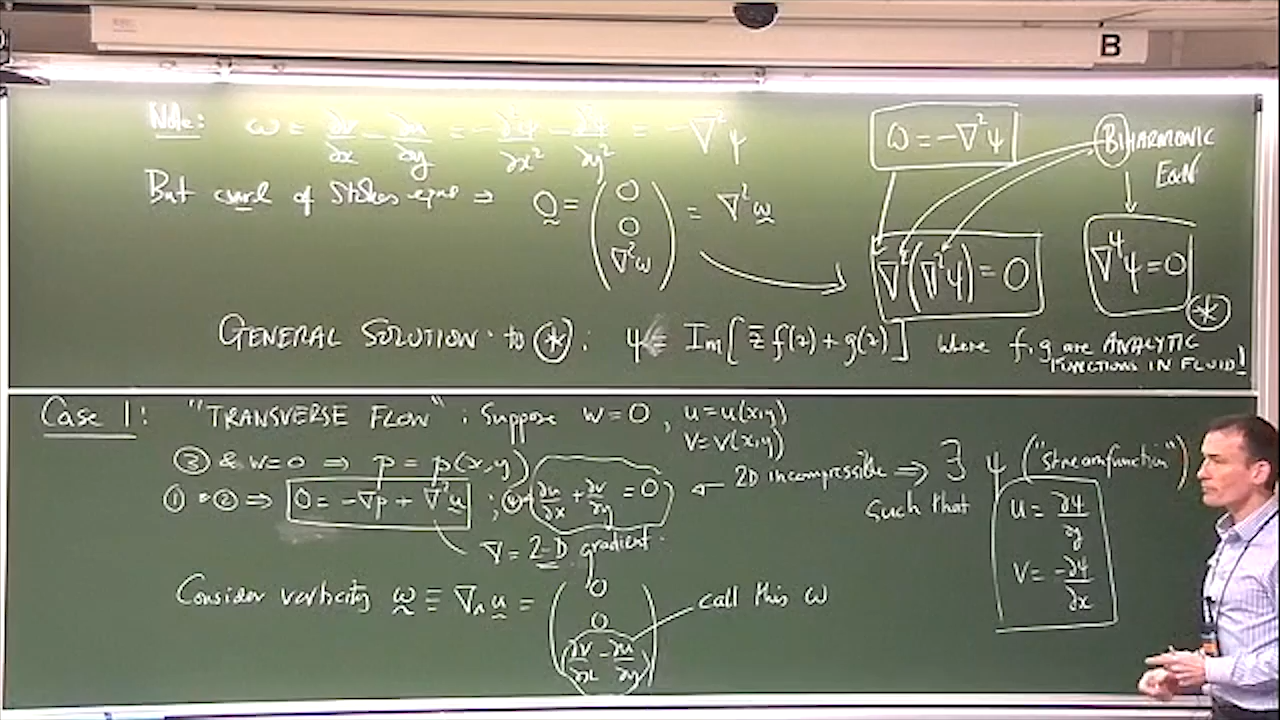 B
Note: ω = ∂v/∂x - ∂u/∂y = -∂²ψ/∂x² - ∂²ψ/∂y² = -∇²ψ
ω = -∇²ψ
BIHARMONIC
EQN
But curl of Stokes eqns ⇒ 0 = (0 0 ∇²ω) = ∇²ω
∇²(∇²ψ) = 0
∇⁴ψ = 0
*
GENERAL SOLUTION: to (*): ψ = Im[z̄ f(z) + g(z)] where f, g are ANALYTIC
FUNCTIONS IN FLUID!
Case 1: "TRANSVERSE FLOW": Suppose w = 0, u = u(x,y)
v = v(x,y)
③ & w = 0 ⇒ p = p(x,y)
① & ② ⇒ 0 = -∇p + ∇²u ; ④ ∂u/∂x + ∂v/∂y = 0 ← 2D incompressible ⇒ ∃ ψ ("streamfunction")
such that
u = ∂ψ/∂y
v = -∂ψ/∂x
∇ = 2-D gradient.
Consider vorticity ω ≡ ∇∧u = (0 0 ∂v/∂x - ∂u/∂y)
call this ω